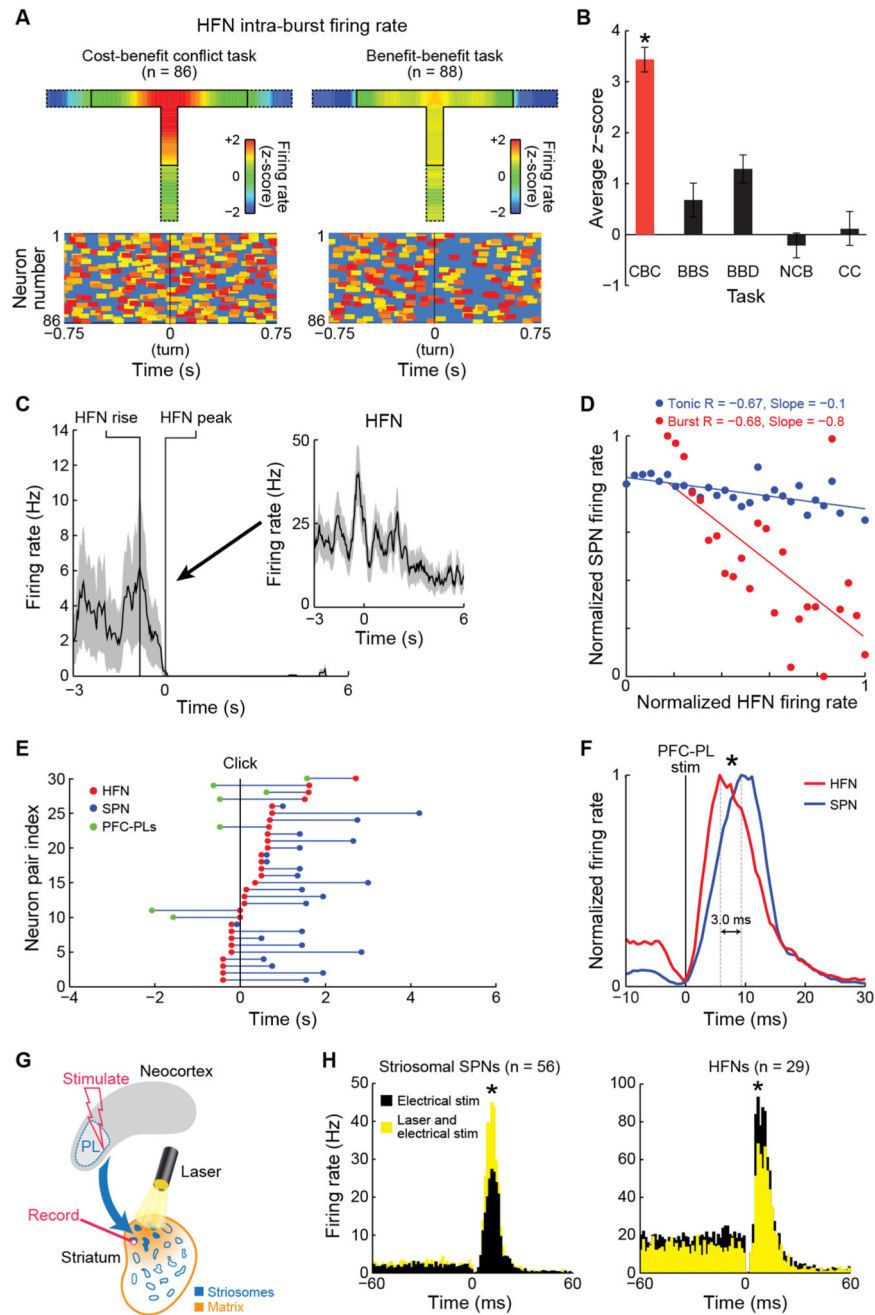 A
HFN intra-burst firing rate
Cost-benefit conflict task
(n = 86)
Benefit-benefit task
(n = 88)
+2
0
−2
Firing rate
(z-score)
+2
0
−2
Firing rate
(z-score)
Neuron
number
1
86
−0.75
0
0.75
(turn)
Time (s)
1
86
−0.75
0
0.75
(turn)
Time (s)
B
*
Average z-score
4
3
2
1
0
−1
CBC BBS BBD NCB CC
Task
C
HFN rise
HFN peak
Firing rate (Hz)
14
12
10
8
6
4
2
0
−3
0
6
Time (s)
HFN
Firing rate (Hz)
50
25
0
−3
0
3
6
Time (s)
D
Tonic R = −0.67, Slope = −0.1
Burst R = −0.68, Slope = −0.8
Normalized SPN firing rate
1
0
1
Normalized HFN firing rate
E
HFN
SPN
PFC-PLs
Click
Neuron pair index
30
25
20
15
10
5
0
−4
−2
0
2
4
6
Time (s)
F
PFC-PL
stim
*
HFN
SPN
Normalized firing rate
1
0
3.0 ms
−10
0
10
20
30
Time (ms)
G
Neocortex
Stimulate
PL
Laser
Record
Striatum
Striosomes
Matrix
H
Striosomal SPNs (n = 56)
*
Electrical stim
Laser and
electrical stim
Firing rate (Hz)
50
40
30
20
10
0
−60
0
60
Time (ms)
HFNs (n = 29)
*
100
80
60
40
20
0
−60
0
60
Time (ms)